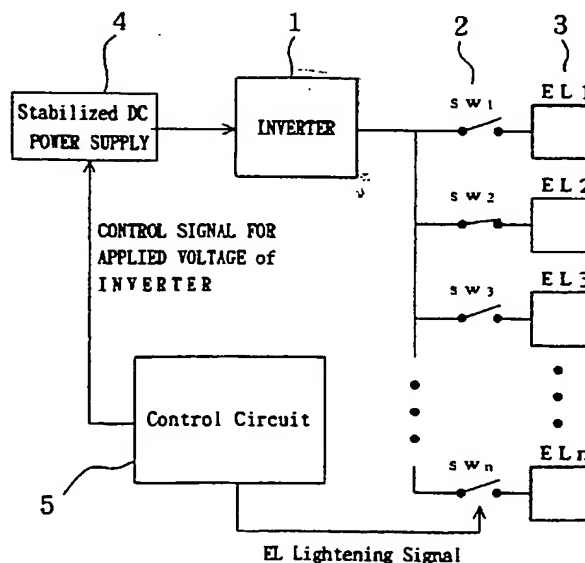 4
1
2
3
Stabilized DC
POWER SUPPLY
INVERTER
SW1
EL1
SW2
EL2
SW3
EL3
CONTROL SIGNAL FOR
APPLIED VOLTAGE of
INVERTER
Control Circuit
5
SWn
ELn
EL Lightening Signal